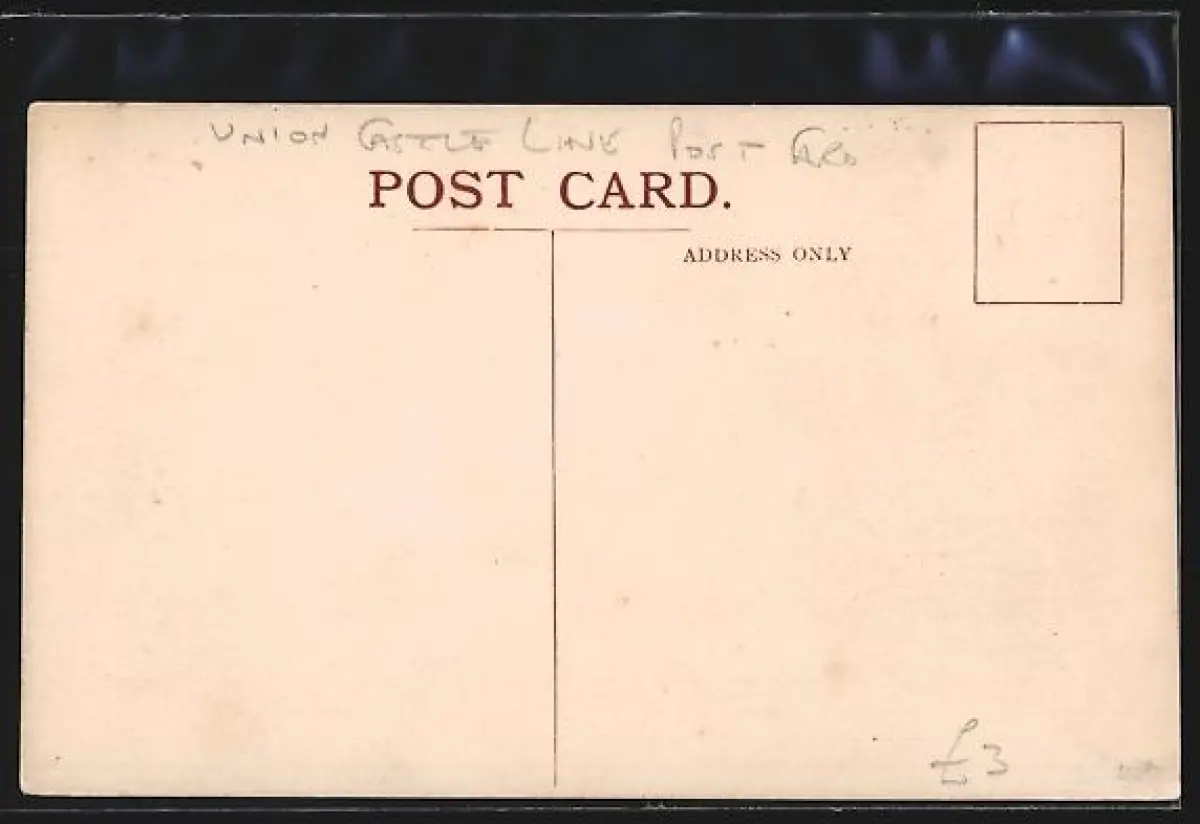 UNION CASTLE LINE POST CARD
POST CARD.
ADDRESS ONLY
£3